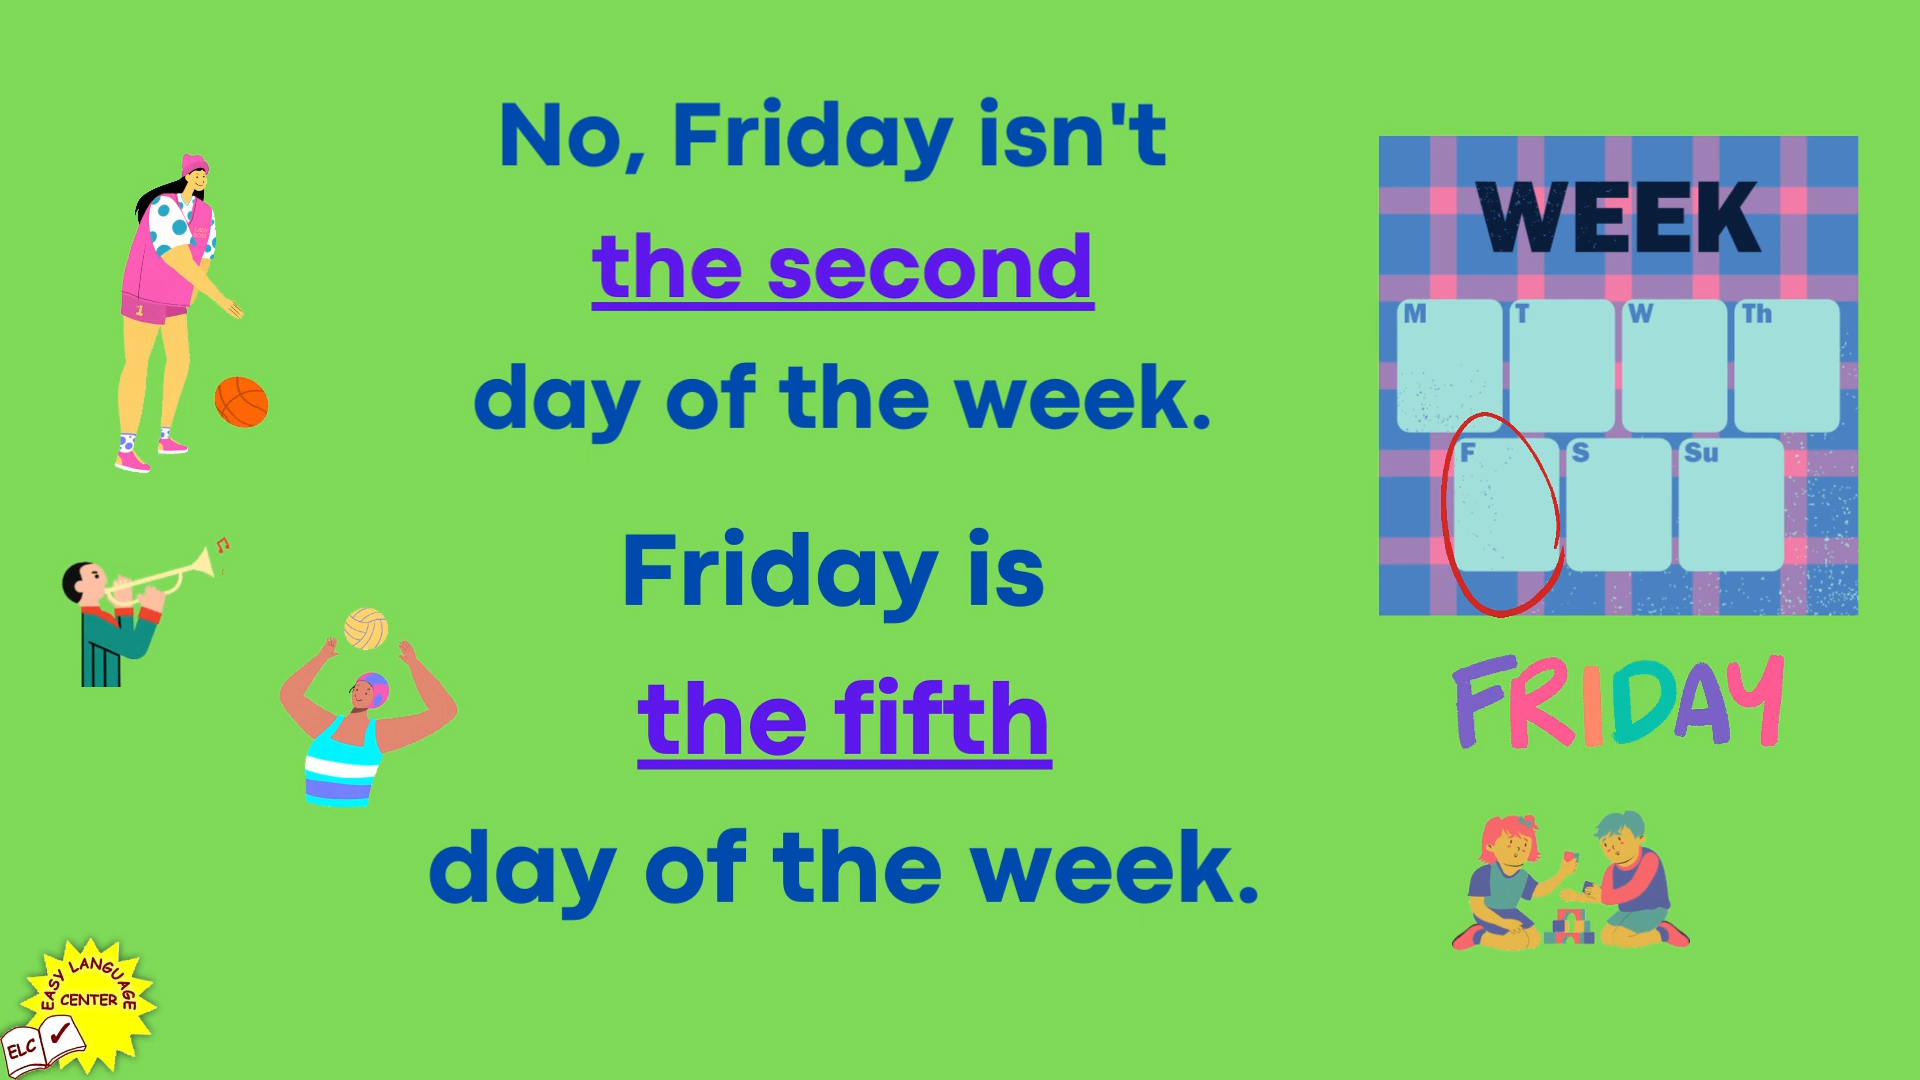 No, Friday isn't
the second
day of the week.
Friday is
the fifth
day of the week.
WEEK
M T W Th
F S Su
FRIDAY
1
EASY LANGUAGE
CENTER
ELC